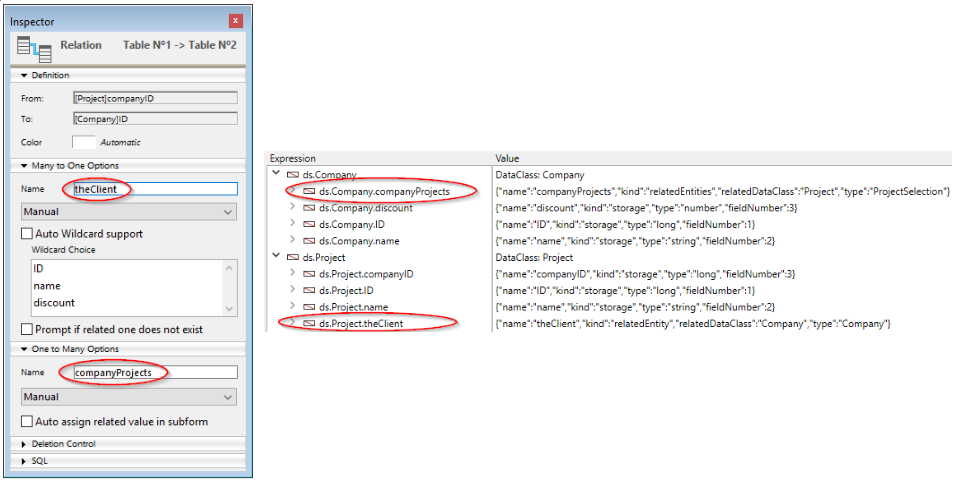 Inspector
x
Relation Table Nº1 -> Table Nº2
Definition
From: [Project]companyID
To: [Company]ID
Color Automatic
Many to One Options
Name theClient
Manual
Auto Wildcard support
Wildcard Choice
ID
name
discount
Prompt if related one does not exist
One to Many Options
Name companyProjects
Manual
Auto assign related value in subform
Deletion Control
SQL
Expression Value
ds.Company DataClass: Company
ds.Company.companyProjects {"name":"companyProjects","kind":"relatedEntities","relatedDataClass":"Project","type":"ProjectSelection"}
ds.Company.discount {"name":"discount","kind":"storage","type":"number","fieldNumber":3}
ds.Company.ID {"name":"ID","kind":"storage","type":"long","fieldNumber":1}
ds.Company.name {"name":"name","kind":"storage","type":"string","fieldNumber":2}
ds.Project DataClass: Project
ds.Project.companyID {"name":"companyID","kind":"storage","type":"long","fieldNumber":3}
ds.Project.ID {"name":"ID","kind":"storage","type":"long","fieldNumber":1}
ds.Project.name {"name":"name","kind":"storage","type":"string","fieldNumber":2}
ds.Project.theClient {"name":"theClient","kind":"relatedEntity","relatedDataClass":"Company","type":"Company"}